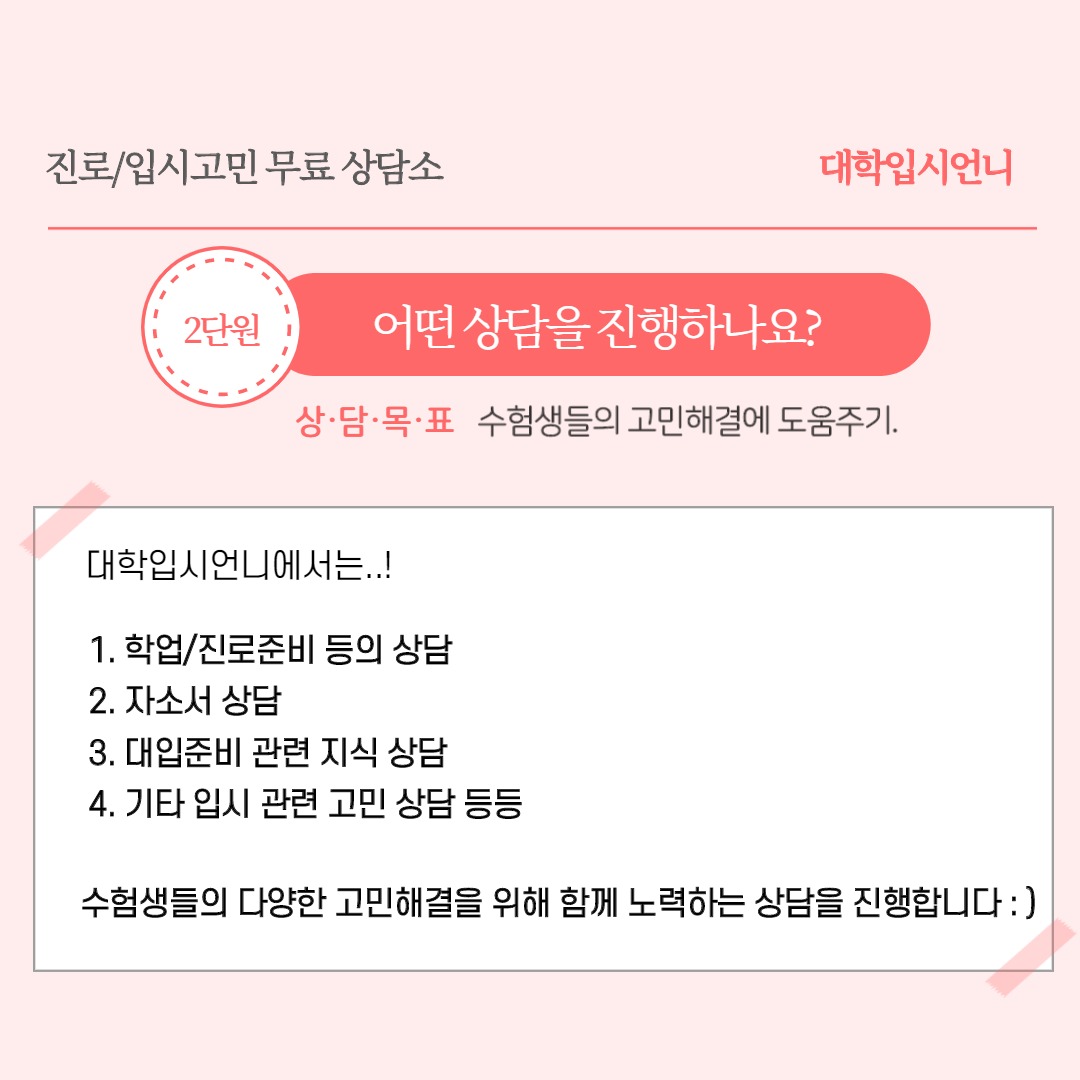 진로/입시고민 무료 상담소
대학입시언니
2단원
어떤 상담을 진행하나요?
상·담·목·표 수험생들의 고민해결에 도움주기.
대학입시언니에서는..!
1. 학업/진로준비 등의 상담
2. 자소서 상담
3. 대입준비 관련 지식 상담
4. 기타 입시 관련 고민 상담 등등
수험생들의 다양한 고민해결을 위해 함께 노력하는 상담을 진행합니다 : )